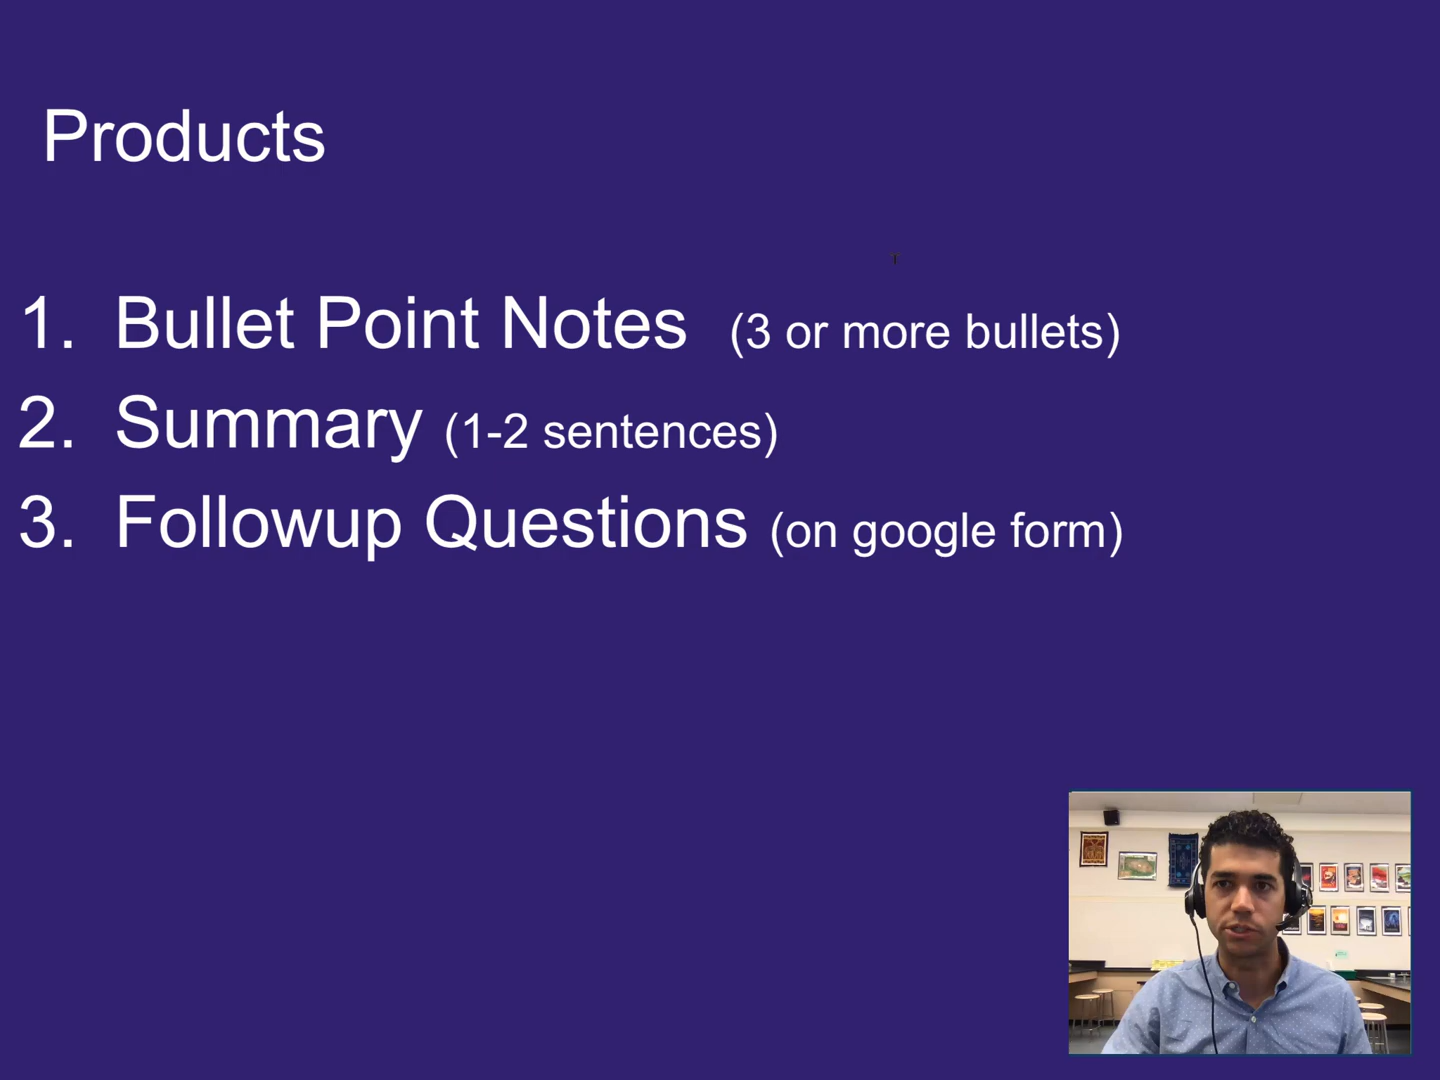 Products
1. Bullet Point Notes (3 or more bullets)
2. Summary (1-2 sentences)
3. Followup Questions (on google form)